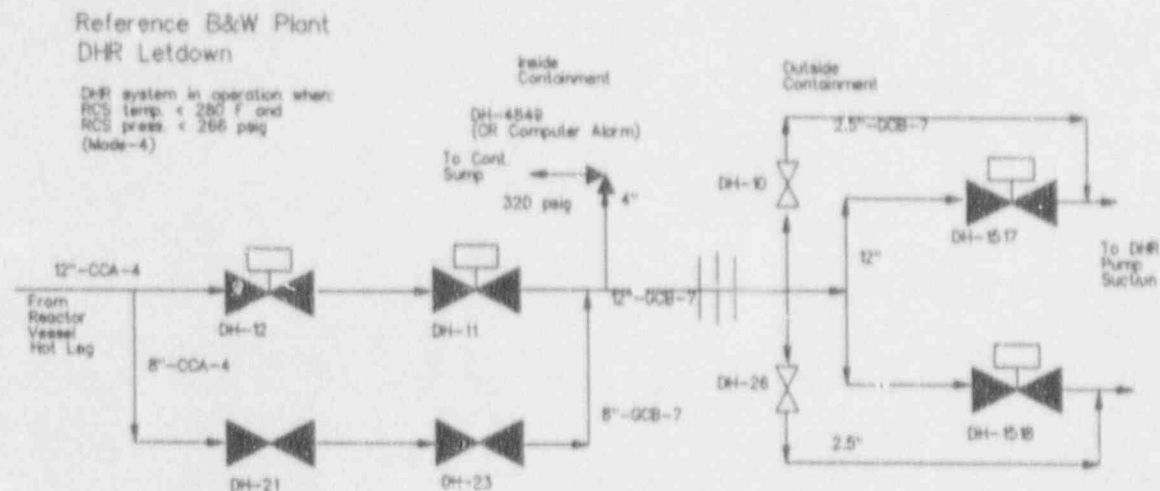 Reference B&W Plant
DHR Letdown
DHR system in operation when:
RCS temp. < 280 F and
RCS press. < 266 psig
(Mode-4)
Inside
Containment
DH-4849
(CR Computer Alarm)
To Cont.
Sump
320 psig
4"
Outside
Containment
2.5"-GCB-7
DH-10
DH-1517
12"
To DHR
Pump
Suction
12"-CCA-4
From
Reactor
Vessel
Hot Leg
DH-12
DH-11
12"-GCB-7
8"-CCA-4
8"-GCB-7
DH-26
DH-1518
2.5"
DH-21
DH-23